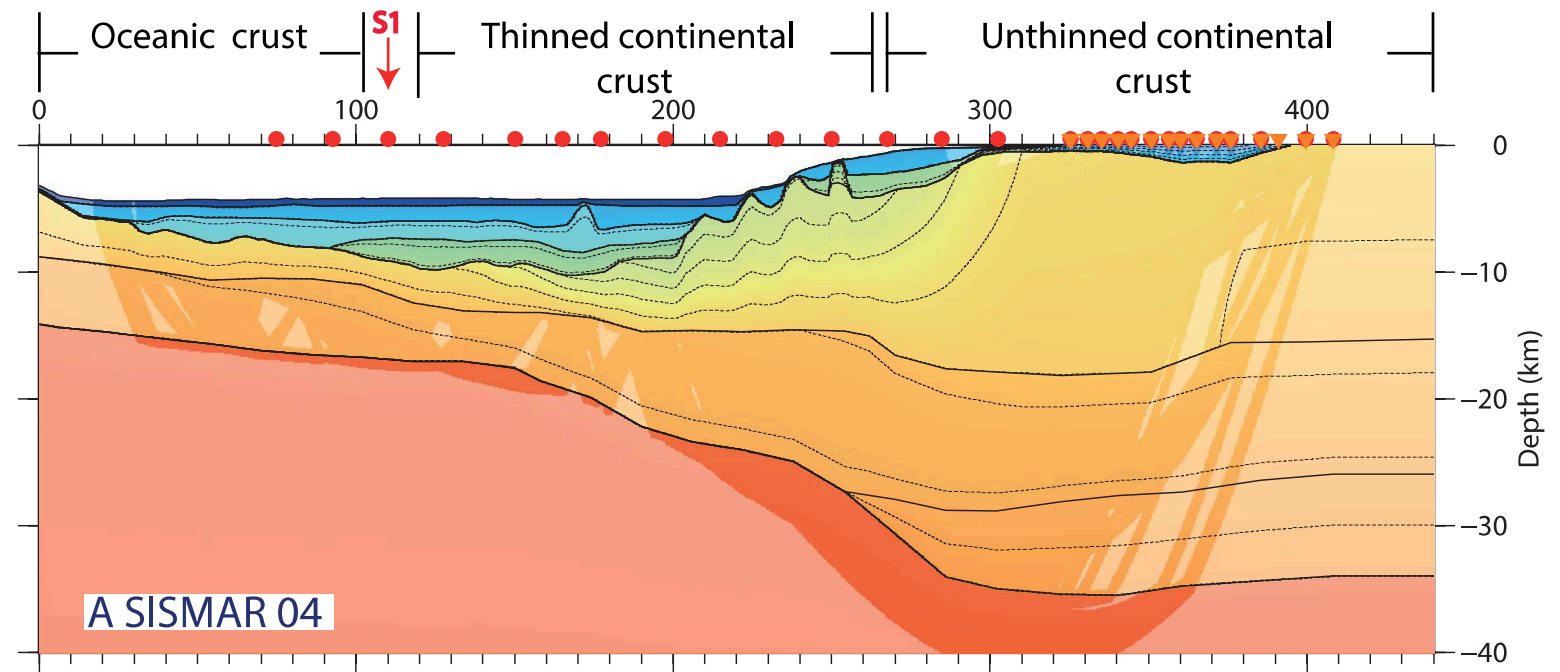 Oceanic crust
S1
Thinned continental
crust
Unthinned continental
crust
0 100 200 300 400
0
−10
−20
−30
−40
Depth (km)
A SISMAR 04